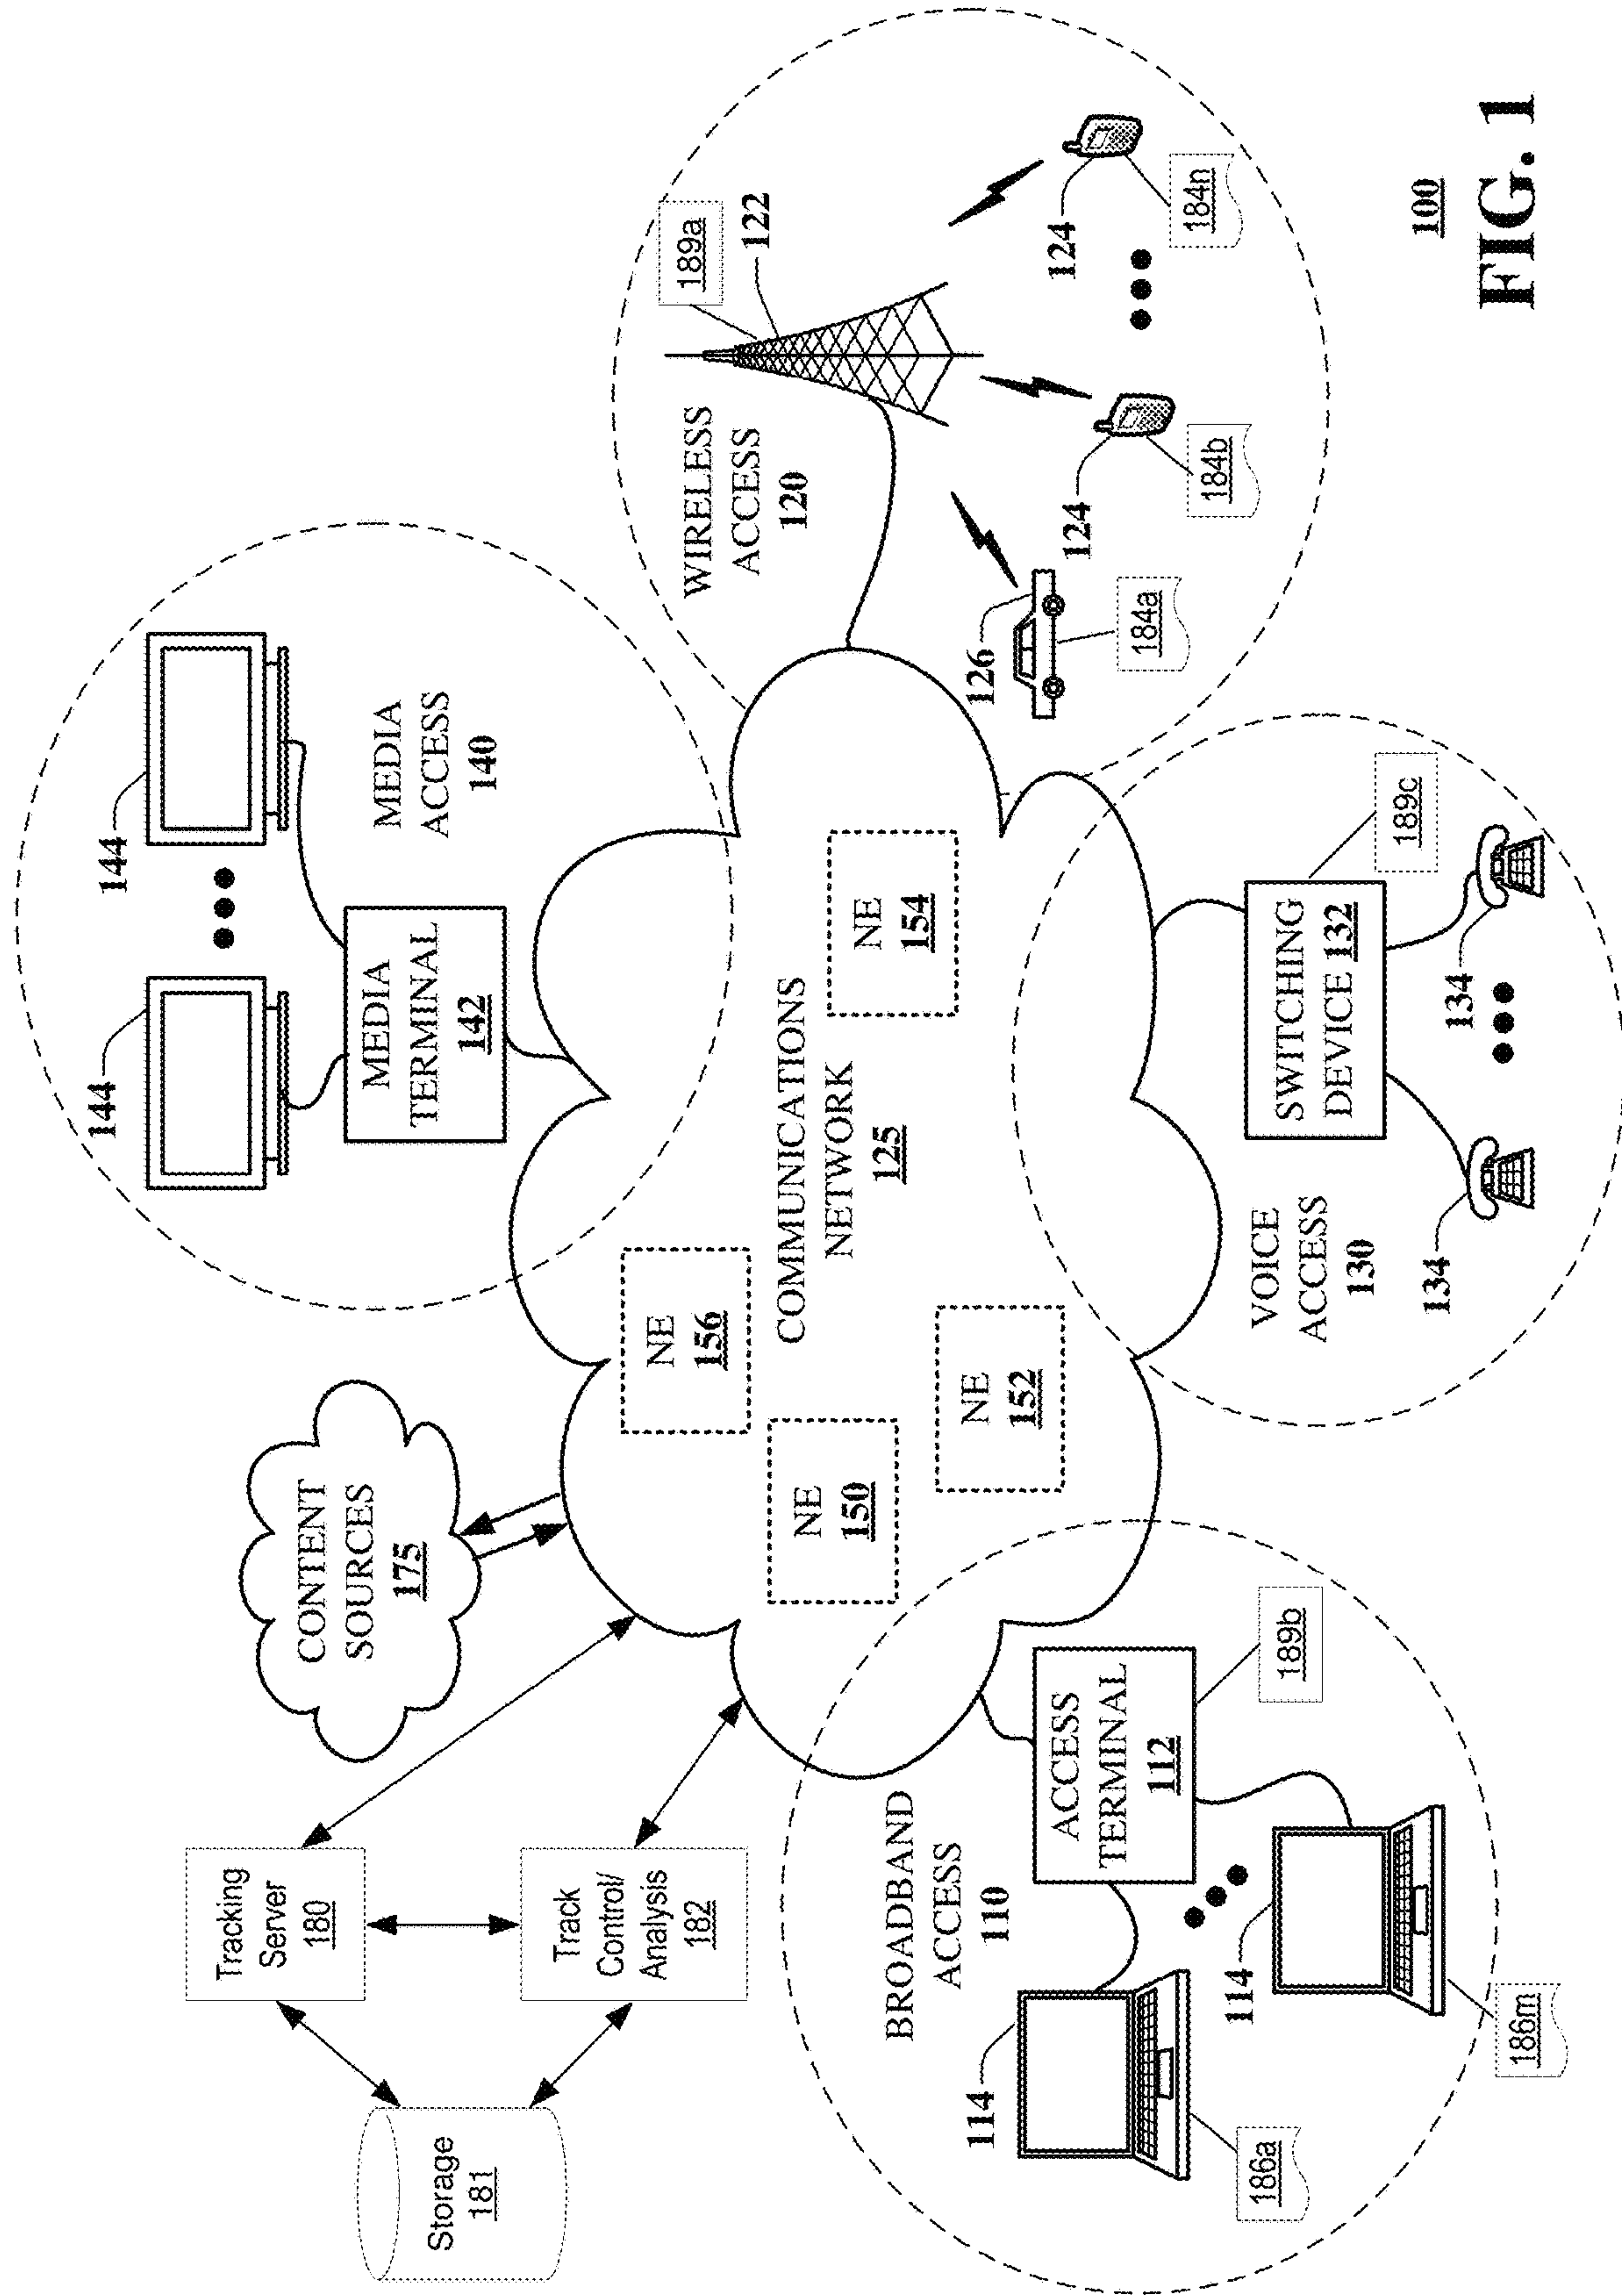 Storage
181
Tracking
Server
180
Track
Control/
Analysis
182
CONTENT
SOURCES
175
144
144
MEDIA
TERMINAL
142
MEDIA
ACCESS
140
NE
156
NE
150
NE
152
COMMUNICATIONS
NETWORK
125
NE
154
WIRELESS
ACCESS
120
189a
122
126
184a
124
184b
124
184n
BROADBAND
ACCESS
110
ACCESS
TERMINAL
112
189b
114
186a
114
186m
VOICE
ACCESS
130
SWITCHING
DEVICE 132
189c
134
134
100
FIG. 1